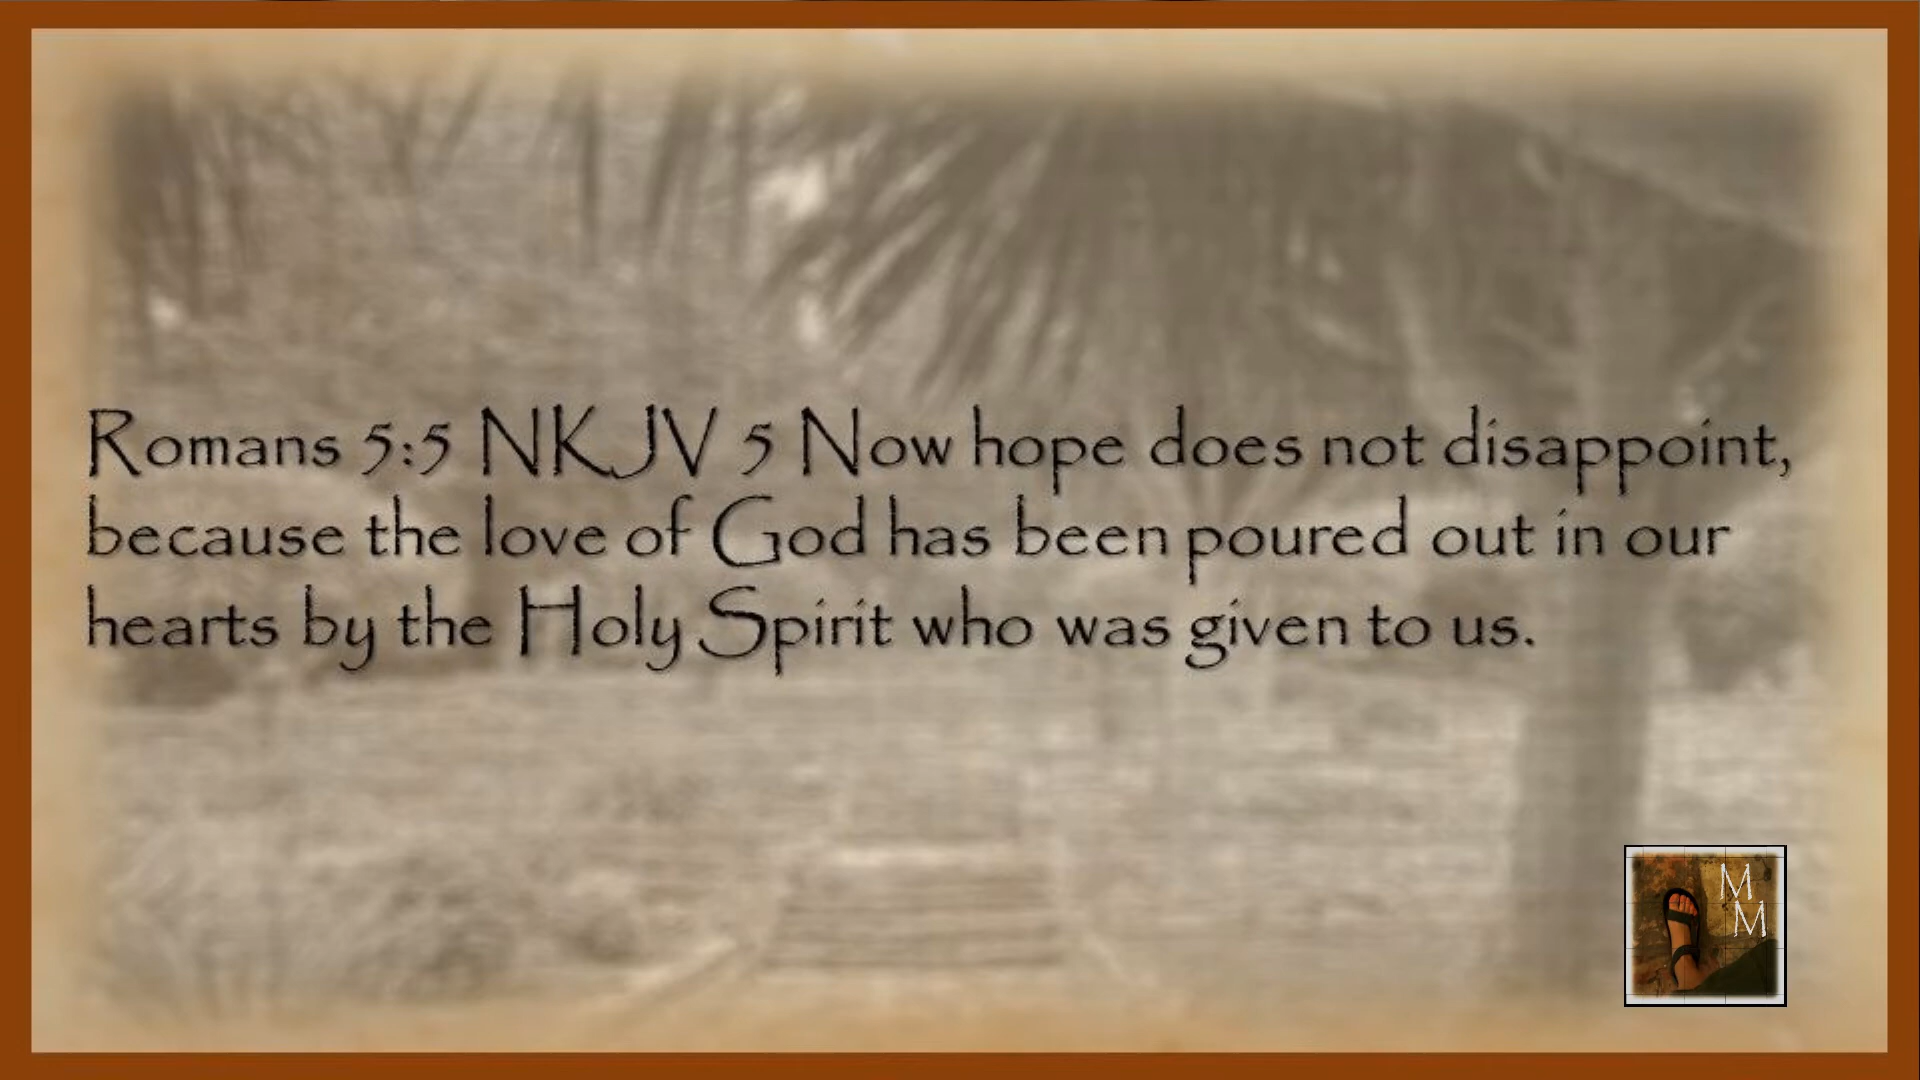 Romans 5:5 NKJV 5 Now hope does not disappoint,
because the love of God has been poured out in our
hearts by the Holy Spirit who was given to us.
M
M